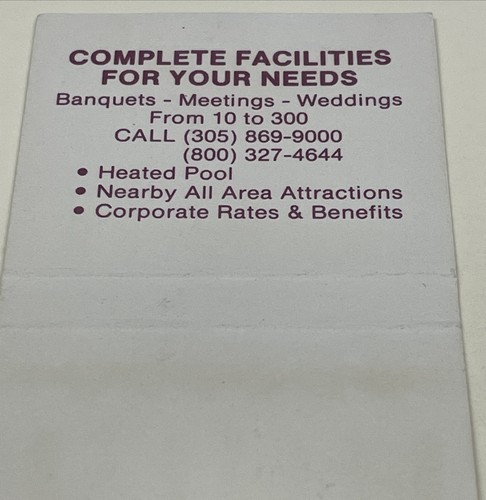 COMPLETE FACILITIES
FOR YOUR NEEDS
Banquets - Meetings - Weddings
From 10 to 300
CALL (305) 869-9000
(800) 327-4644
• Heated Pool
• Nearby All Area Attractions
• Corporate Rates & Benefits